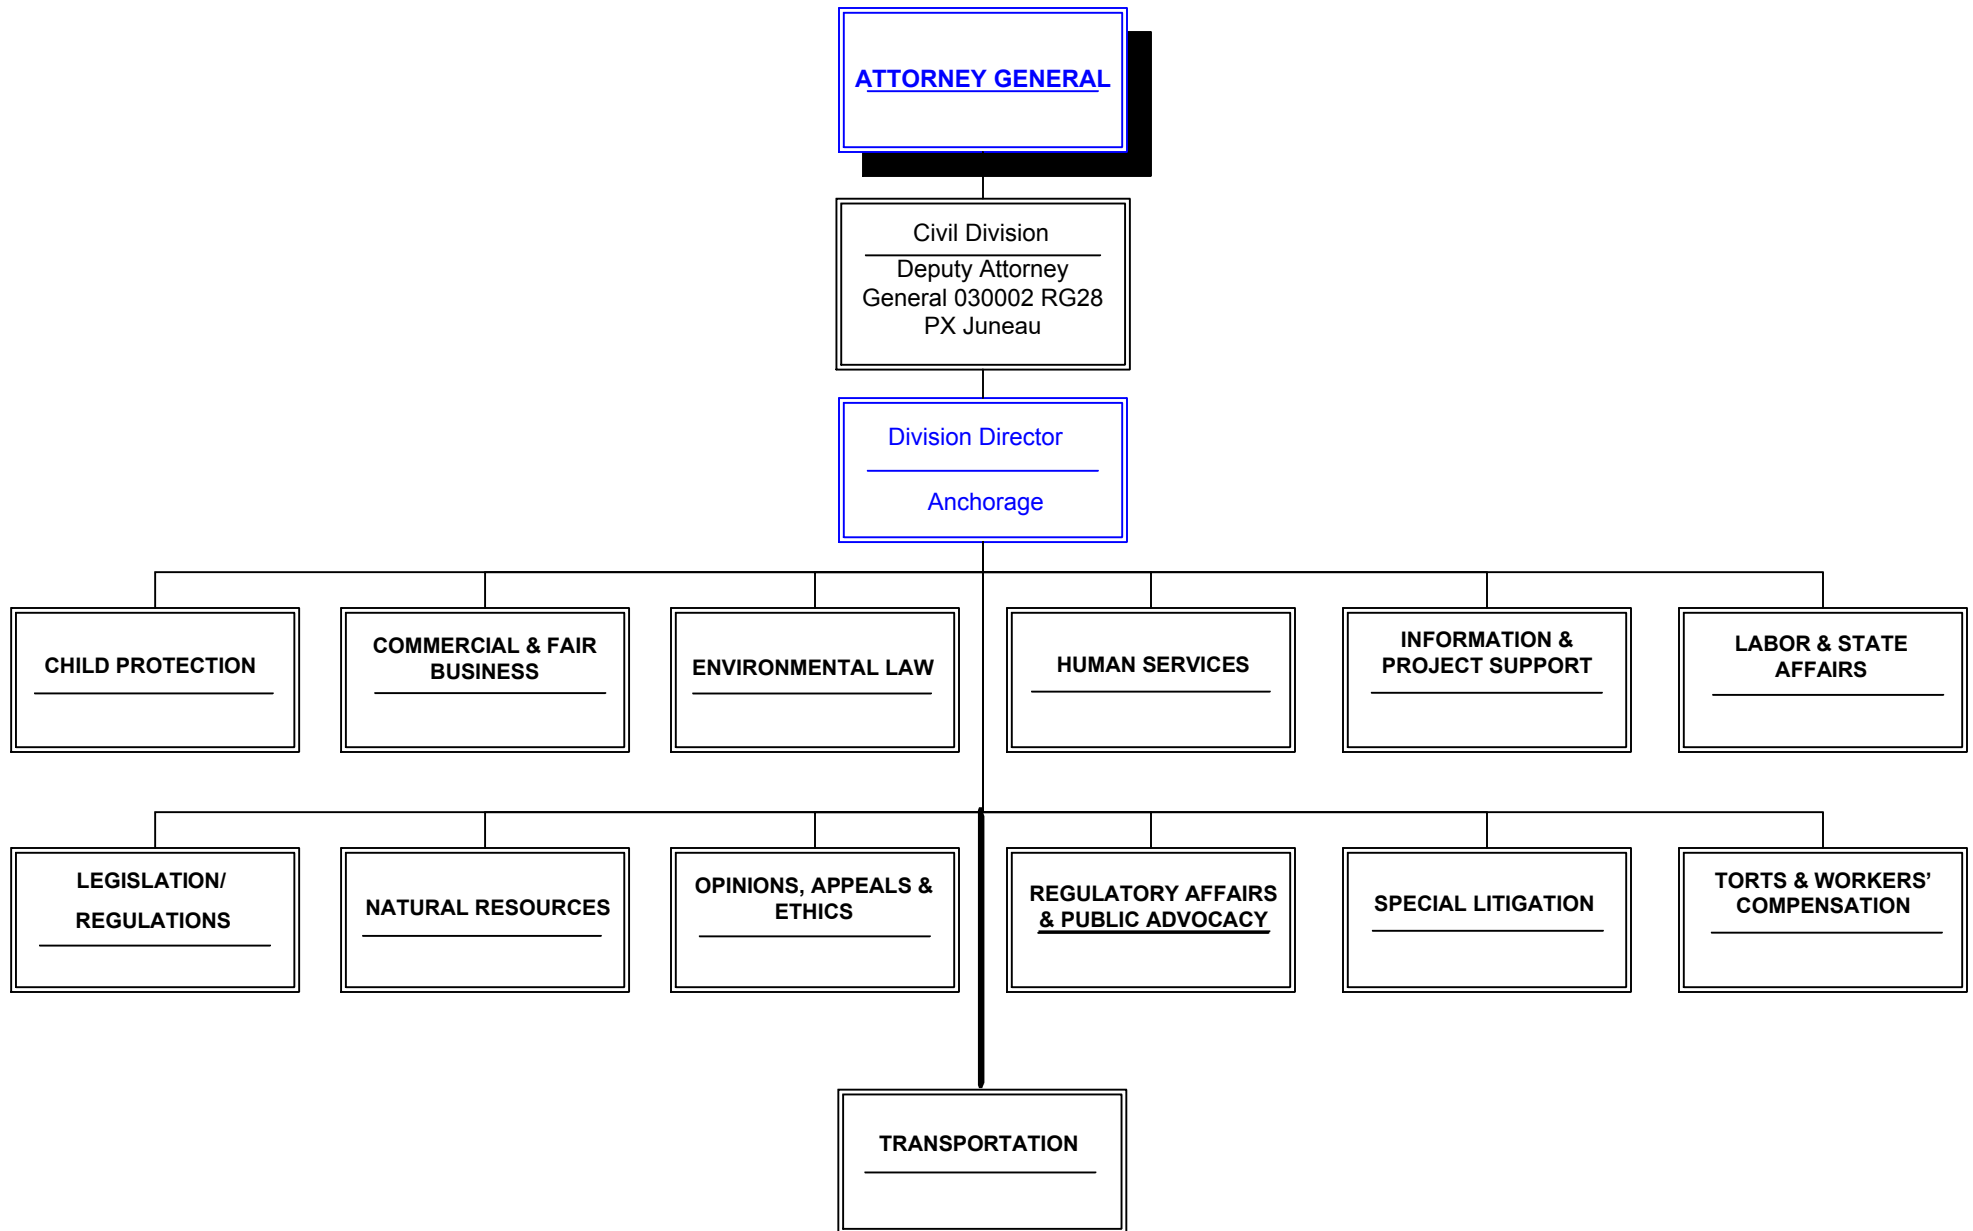 ATTORNEY GENERAL
Civil Division
Deputy Attorney
General 030002 RG28
PX Juneau
Division Director
Anchorage
CHILD PROTECTION
COMMERCIAL & FAIR
BUSINESS
ENVIRONMENTAL LAW
HUMAN SERVICES
INFORMATION &
PROJECT SUPPORT
LABOR & STATE
AFFAIRS
LEGISLATION/
REGULATIONS
NATURAL RESOURCES
OPINIONS, APPEALS &
ETHICS
REGULATORY AFFAIRS
& PUBLIC ADVOCACY
SPECIAL LITIGATION
TORTS & WORKERS’
COMPENSATION
TRANSPORTATION